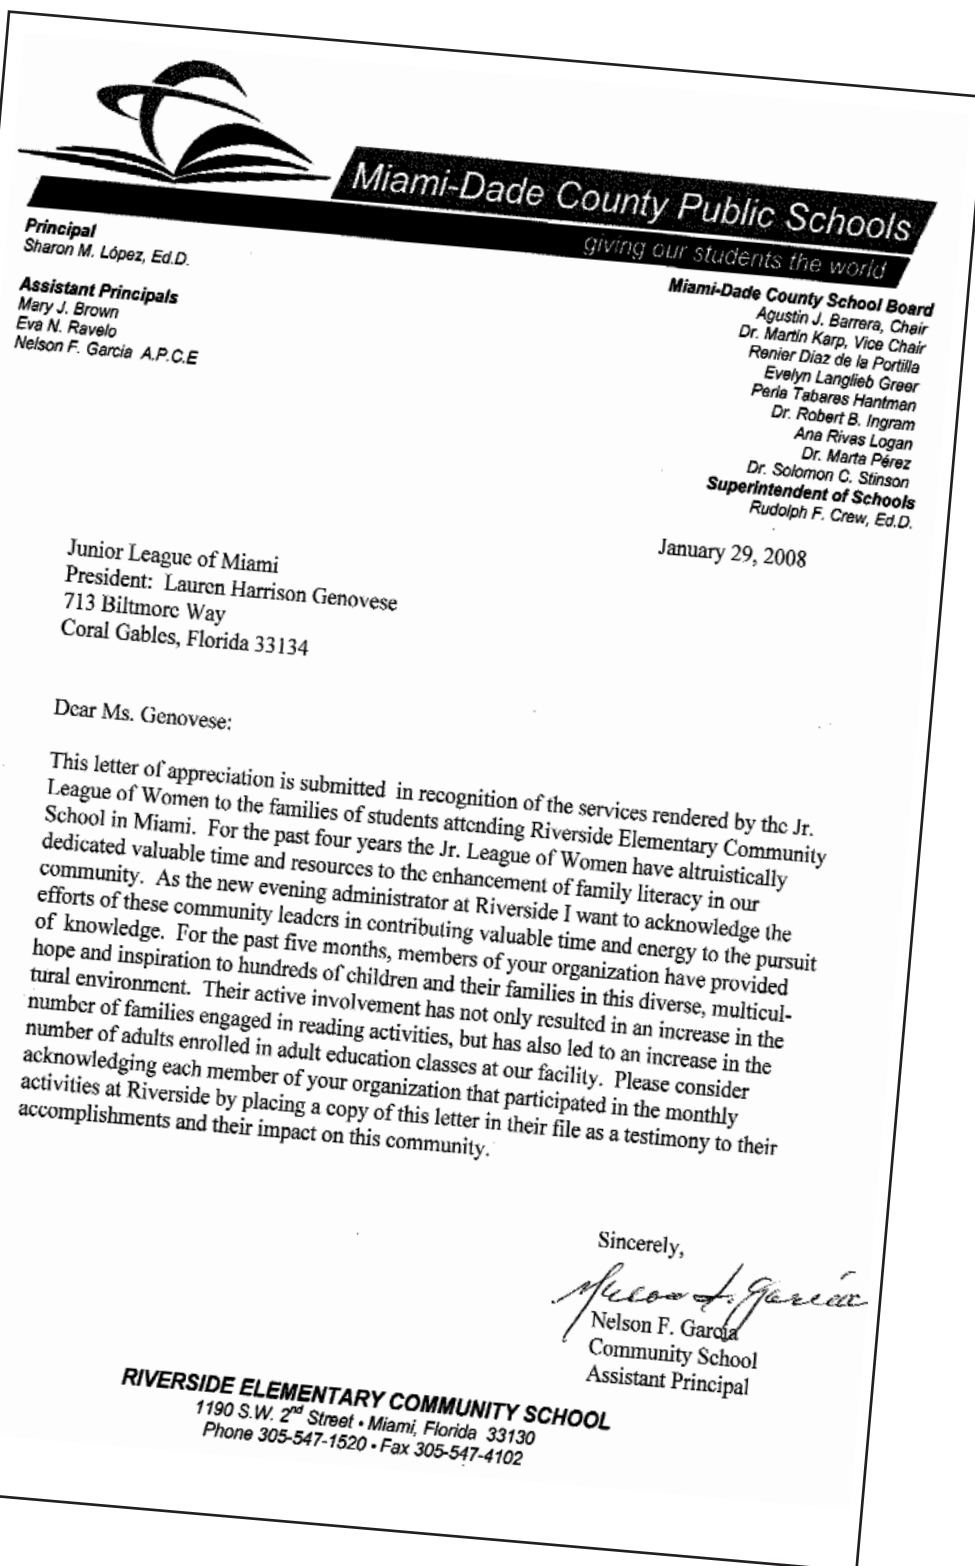 Miami-Dade County Public Schools
giving our students the world
Principal
Sharon M. López, Ed.D.
Assistant Principals
Mary J. Brown
Eva N. Ravelo
Nelson F. Garcia A.P.C.E
Miami-Dade County School Board
Agustin J. Barrera, Chair
Dr. Martin Karp, Vice Chair
Renier Diaz de la Portilla
Evelyn Langlieb Greer
Perla Tabares Hantman
Dr. Robert B. Ingram
Ana Rivas Logan
Dr. Marta Pérez
Dr. Solomon C. Stinson
Superintendent of Schools
Rudolph F. Crew, Ed.D.
January 29, 2008
Junior League of Miami
President: Lauren Harrison Genovese
713 Biltmore Way
Coral Gables, Florida 33134
Dear Ms. Genovese:
This letter of appreciation is submitted in recognition of the services rendered by the Jr.
League of Women to the families of students attending Riverside Elementary Community
School in Miami. For the past four years the Jr. League of Women have altruistically
dedicated valuable time and resources to the enhancement of family literacy in our
community. As the new evening administrator at Riverside I want to acknowledge the
efforts of these community leaders in contributing valuable time and energy to the pursuit
of knowledge. For the past five months, members of your organization have provided
hope and inspiration to hundreds of children and their families in this diverse, multicul-
tural environment. Their active involvement has not only resulted in an increase in the
number of families engaged in reading activities, but has also led to an increase in the
number of adults enrolled in adult education classes at our facility. Please consider
acknowledging each member of your organization that participated in the monthly
activities at Riverside by placing a copy of this letter in their file as a testimony to their
accomplishments and their impact on this community.
Sincerely,
Nelson F. García
Nelson F. Garcia
Community School
Assistant Principal
RIVERSIDE ELEMENTARY COMMUNITY SCHOOL
1190 S.W. 2nd Street • Miami, Florida 33130
Phone 305-547-1520 • Fax 305-547-4102